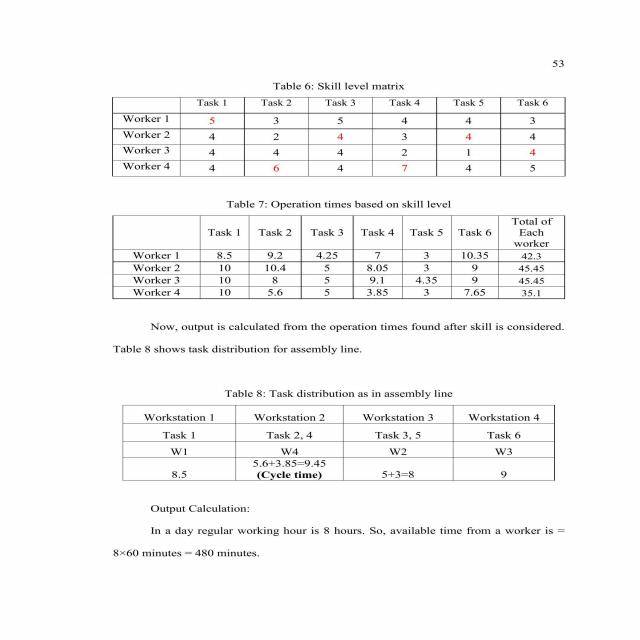 53
Table 6: Skill level matrix
Task 1 Task 2 Task 3 Task 4 Task 5 Task 6
Worker 1 5 3 5 4 4 3
Worker 2 4 2 4 3 4 4
Worker 3 4 4 4 2 1 4
Worker 4 4 6 4 7 4 5
Table 7: Operation times based on skill level
Task 1 Task 2 Task 3 Task 4 Task 5 Task 6 Total of Each worker
Worker 1 8.5 9.2 4.25 7 3 10.35 42.3
Worker 2 10 10.4 5 8.05 3 9 45.45
Worker 3 10 8 5 9.1 4.35 9 45.45
Worker 4 10 5.6 5 3.85 3 7.65 35.1
Now, output is calculated from the operation times found after skill is considered.
Table 8 shows task distribution for assembly line.
Table 8: Task distribution as in assembly line
Workstation 1 Workstation 2 Workstation 3 Workstation 4
Task 1 Task 2, 4 Task 3, 5 Task 6
W1 W4 W2 W3
8.5 5.6+3.85=9.45 (Cycle time) 5+3=8 9
Output Calculation:
In a day regular working hour is 8 hours. So, available time from a worker is =
8×60 minutes = 480 minutes.